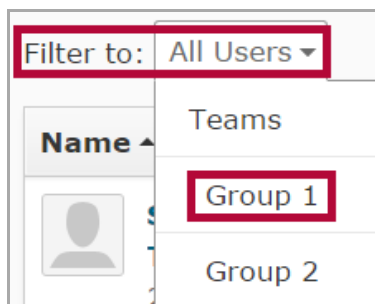 Filter to: All Users
Teams
Name
Group 1
Group 2